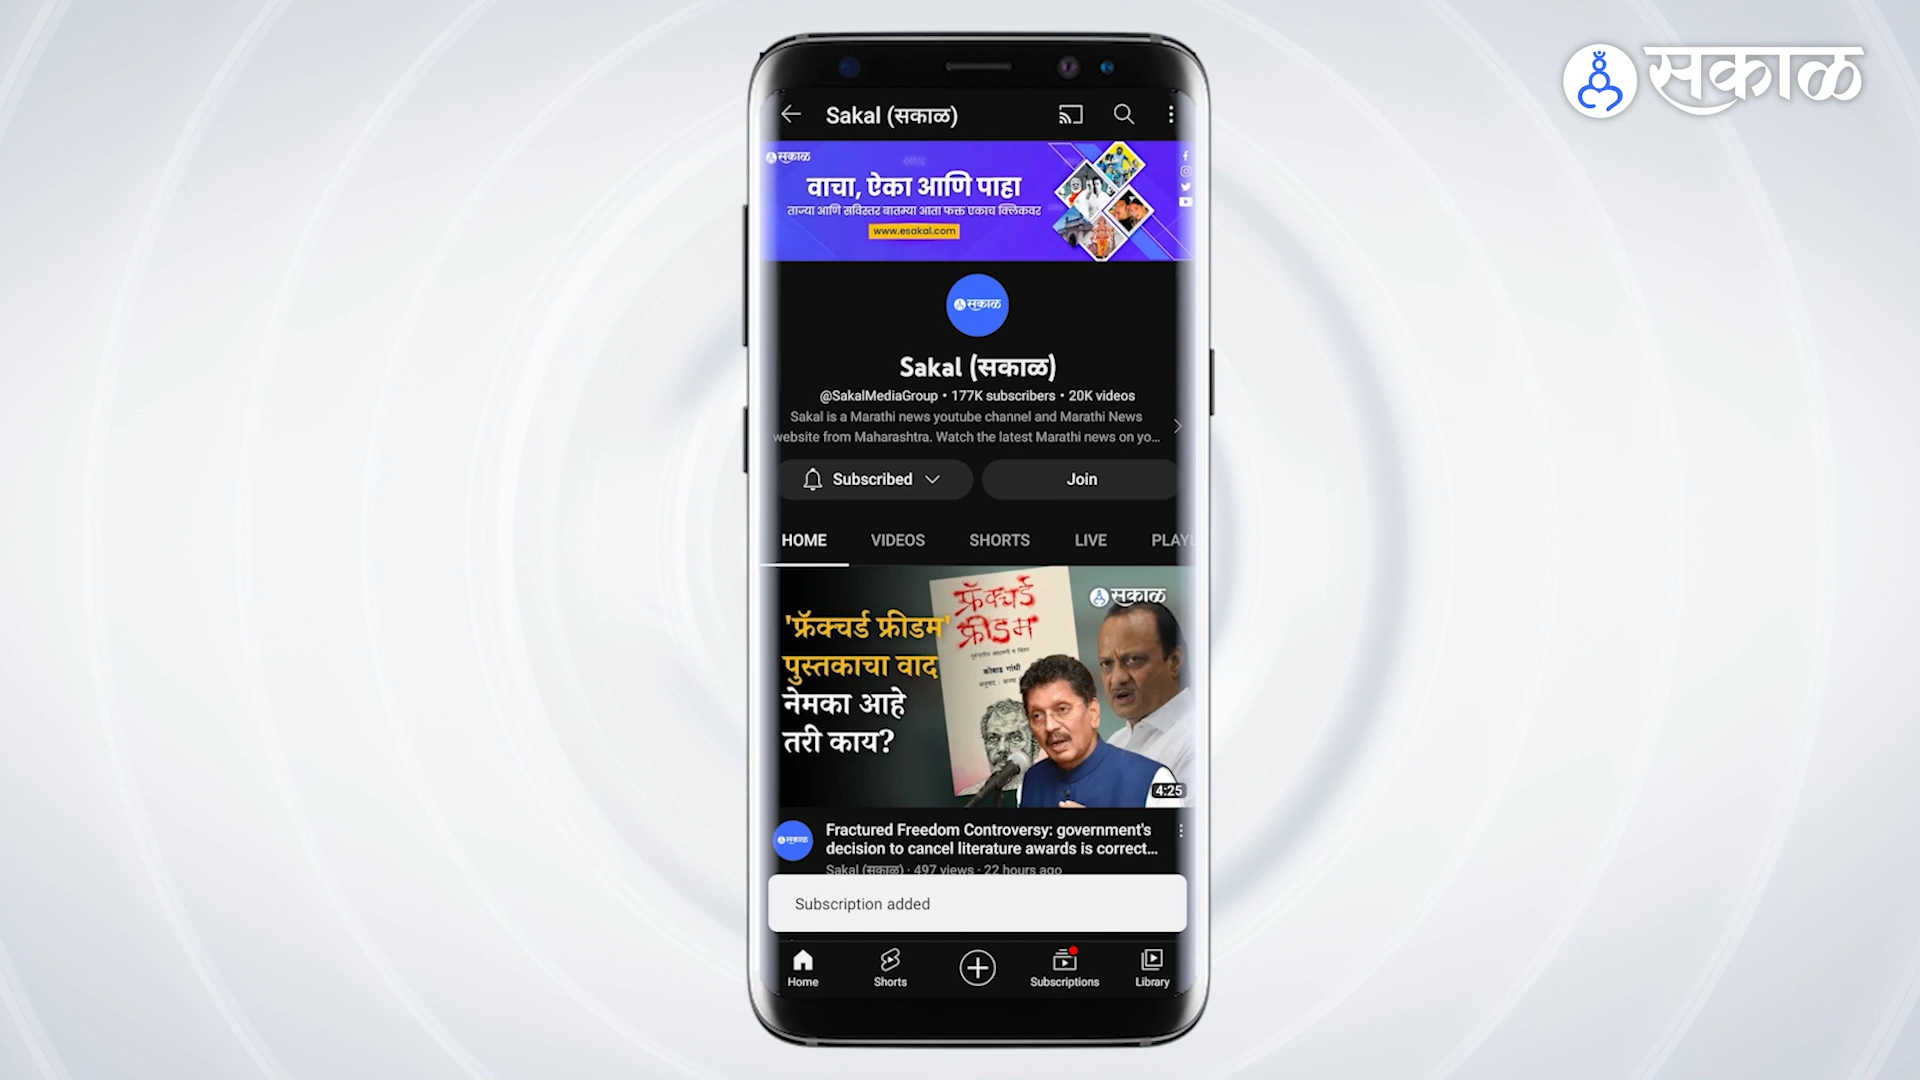 सकाळ
Sakal (सकाळ)
सकाळ
वाचा, ऐका आणि पाहा
ताज्या आणि सविस्तर बातम्या आता फक्त एकाच क्लिकवर
www.esakal.com
सकाळ
Sakal (सकाळ)
@SakalMediaGroup • 177K subscribers • 20K videos
Sakal is a Marathi news youtube channel and Marathi News
website from Maharashtra. Watch the latest Marathi news on yo...
Subscribed
Join
HOME VIDEOS SHORTS LIVE PLAYL
फ्रॅक्चर्ड
फ्रीडम
कोबाड गांधी
सकाळ
'फ्रॅक्चर्ड फ्रीडम'
पुस्तकाचा वाद
नेमका आहे
तरी काय?
4:25
सकाळ
Fractured Freedom Controversy: government's
decision to cancel literature awards is correct...
Sakal (सकाळ) · 497 views · 22 hours ago
Subscription added
Home Shorts Subscriptions Library